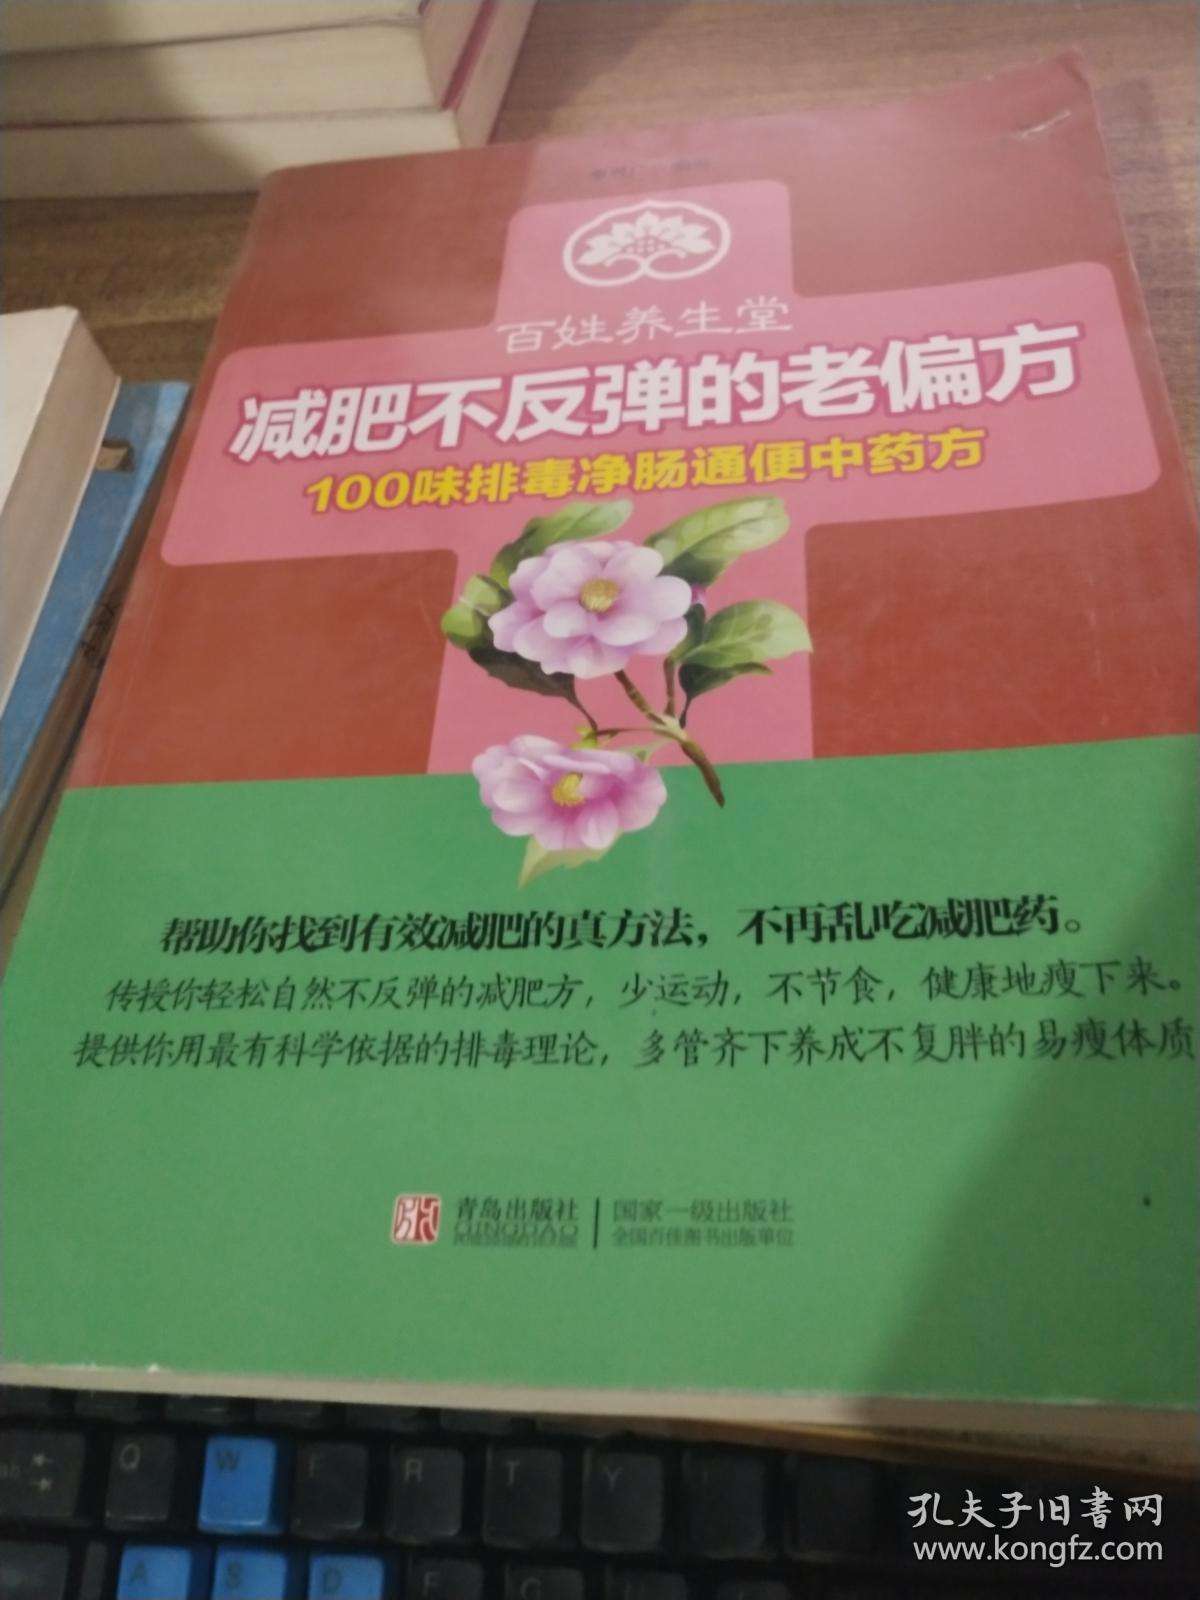 百姓养生堂
减肥不反弹的老偏方
100味排毒净肠通便中药方
帮助你找到有效减肥的真方法，不再乱吃减肥药。
传授你轻松自然不反弹的减肥方，少运动，不节食，健康地瘦下来。
提供你用最有科学依据的排毒理论，多管齐下养成不复胖的易瘦体质
青岛出版社 国家一级出版社
QINGDAO 全国百佳图书出版单位
Q W E R T Y
A S D F G
孔夫子旧书网
www.kongfz.com